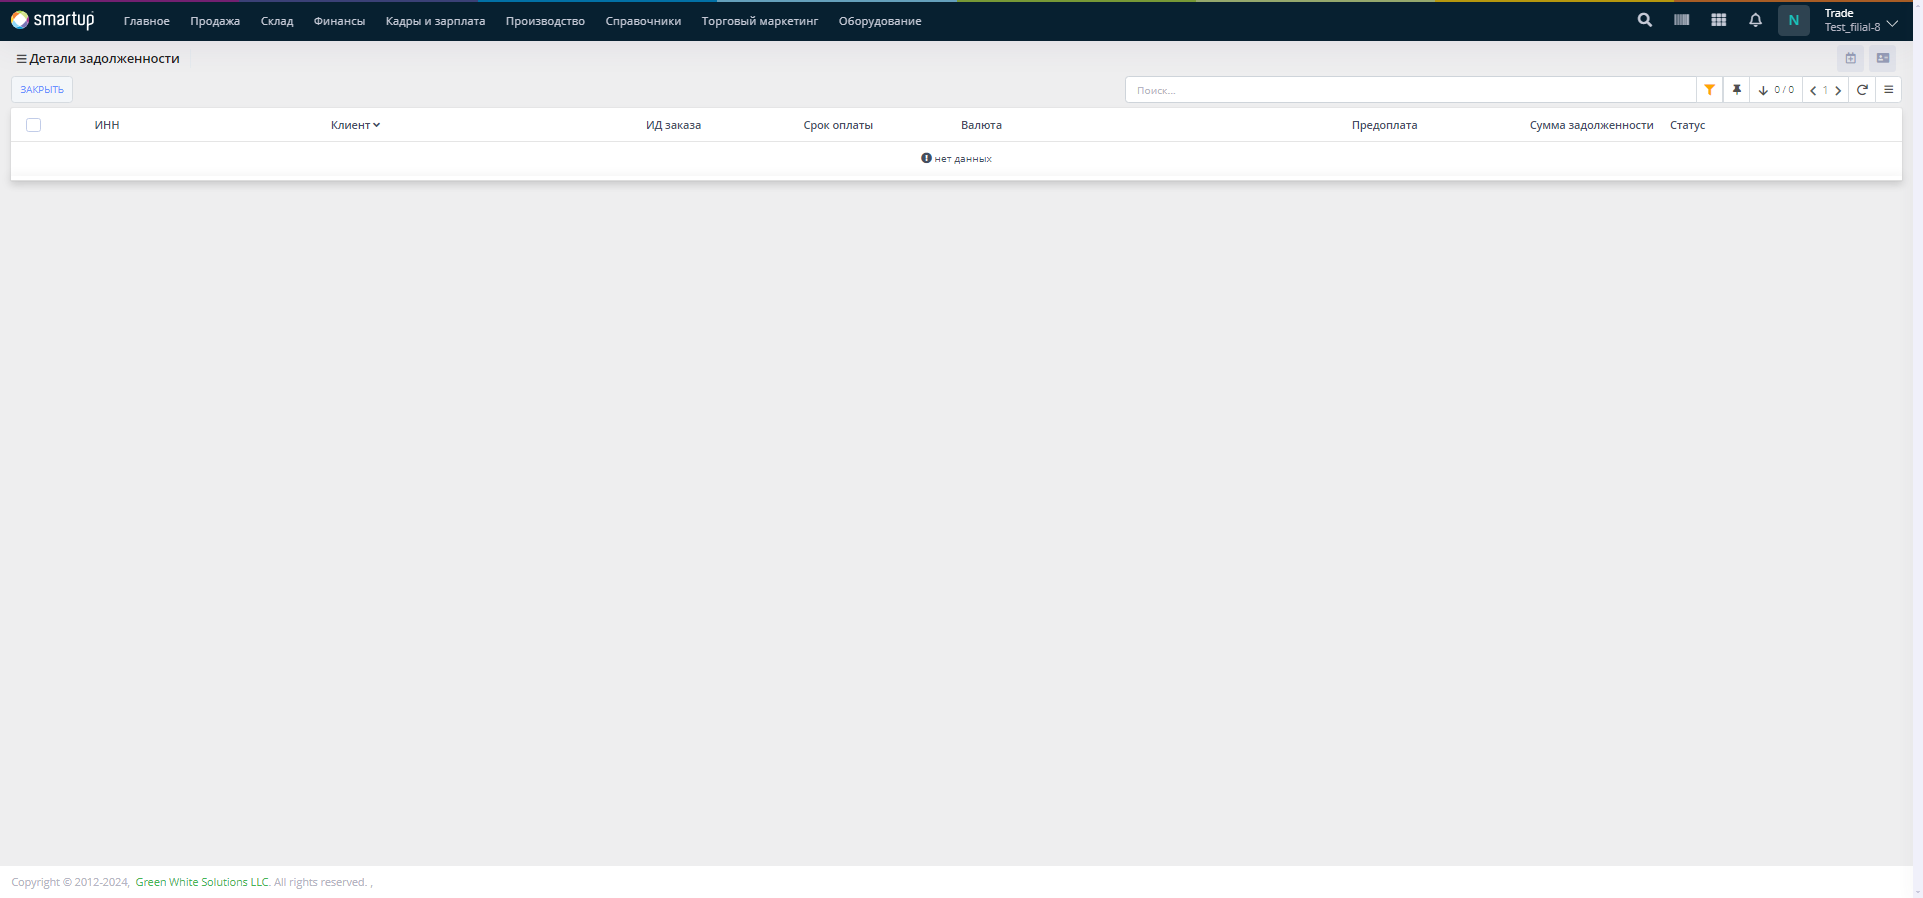 smartup Главное Продажа Склад Финансы Кадры и зарплата Производство Справочники Торговый маркетинг Оборудование N Trade
Test_filial-8
Детали задолженности
ЗАКРЫТЬ Поиск... 0 / 0 1
ИНН Клиент ИД заказа Срок оплаты Валюта Предоплата Сумма задолженности Статус
нет данных
Copyright © 2012-2024, Green White Solutions LLC. All rights reserved. ,